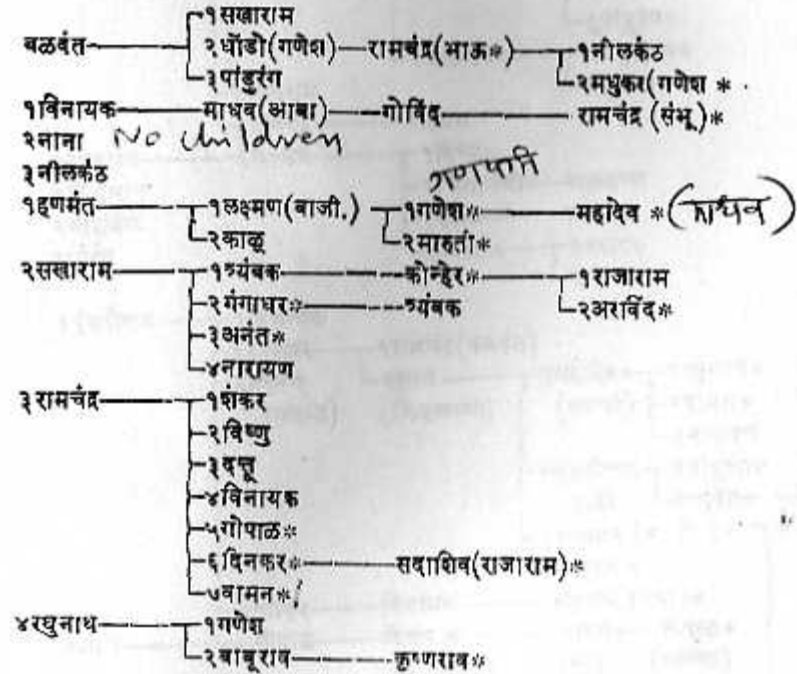 १सखाराम
बळवंत २धोंडो(गणेश) रामचंद्र(भाऊ*) १नीलकंठ
३पांडुरंग २मधुकर(गणेश *
१विनायक माधव(आबा) गोविंद रामचंद्र (संभू)*
२नाना No children
३नीलकंठ
गणपती
१हणमंत १लक्ष्मण(बाजी.) १गणेश* महादेव * (माधव)
२काळू २मारुती*
२सखाराम १त्र्यंबक कोन्हेर* १राजाराम
२गंगाधर* त्र्यंबक २अरविंद*
३अनंत*
४नारायण
३रामचंद्र १शंकर
२विष्णु
३दत्तू
४विनायक
५गोपाळ*
६दिनकर* सदाशिव(राजाराम)*
७वामन*
४रघुनाथ १गणेश
२बाबूराव कृष्णराव*